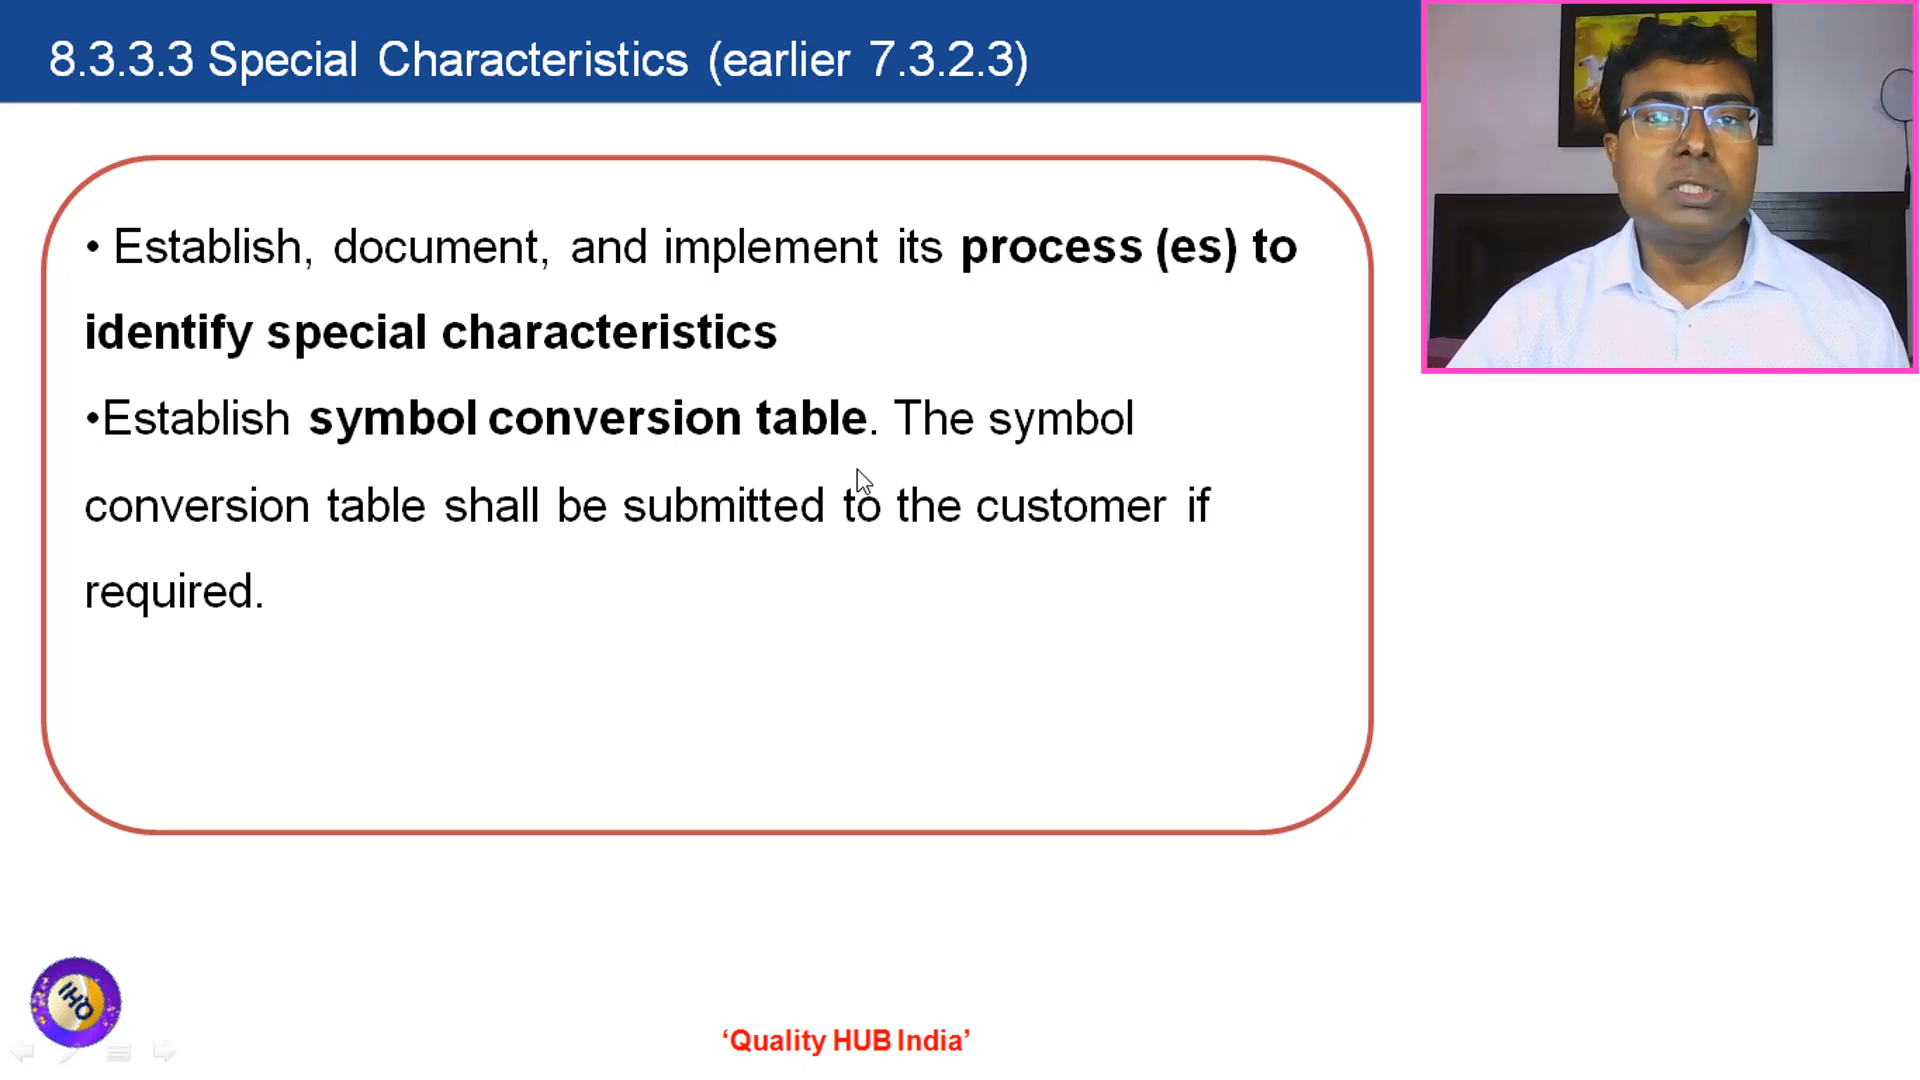 8.3.3.3 Special Characteristics (earlier 7.3.2.3)
• Establish, document, and implement its process (es) to
identify special characteristics
•Establish symbol conversion table. The symbol
conversion table shall be submitted to the customer if
required.
QHI
‘Quality HUB India’